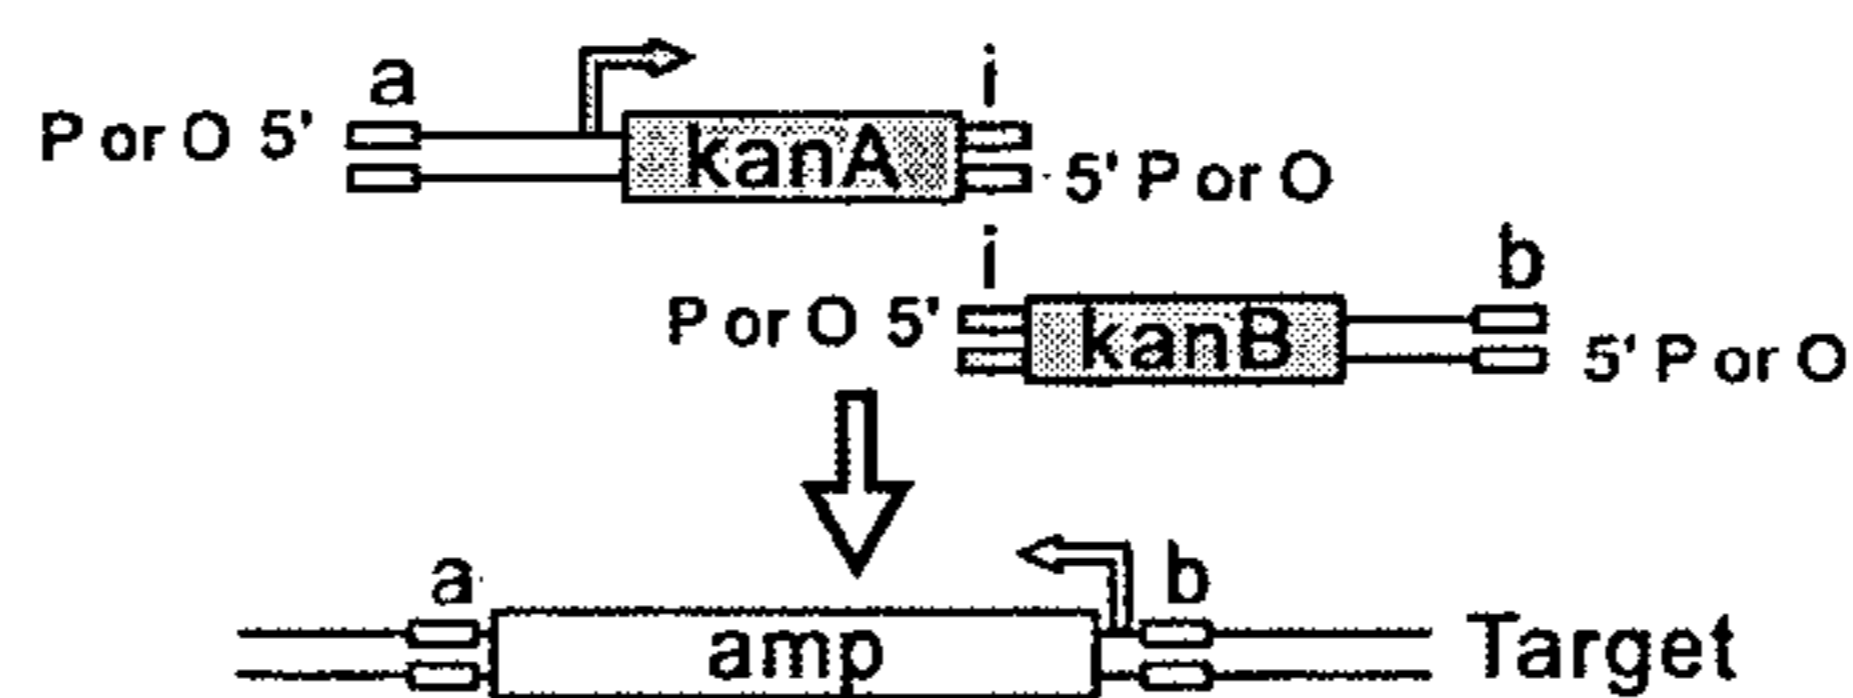 a i
P or O 5' kanA 5' P or O
i b
P or O 5' kanB 5' P or O
a b
amp Target